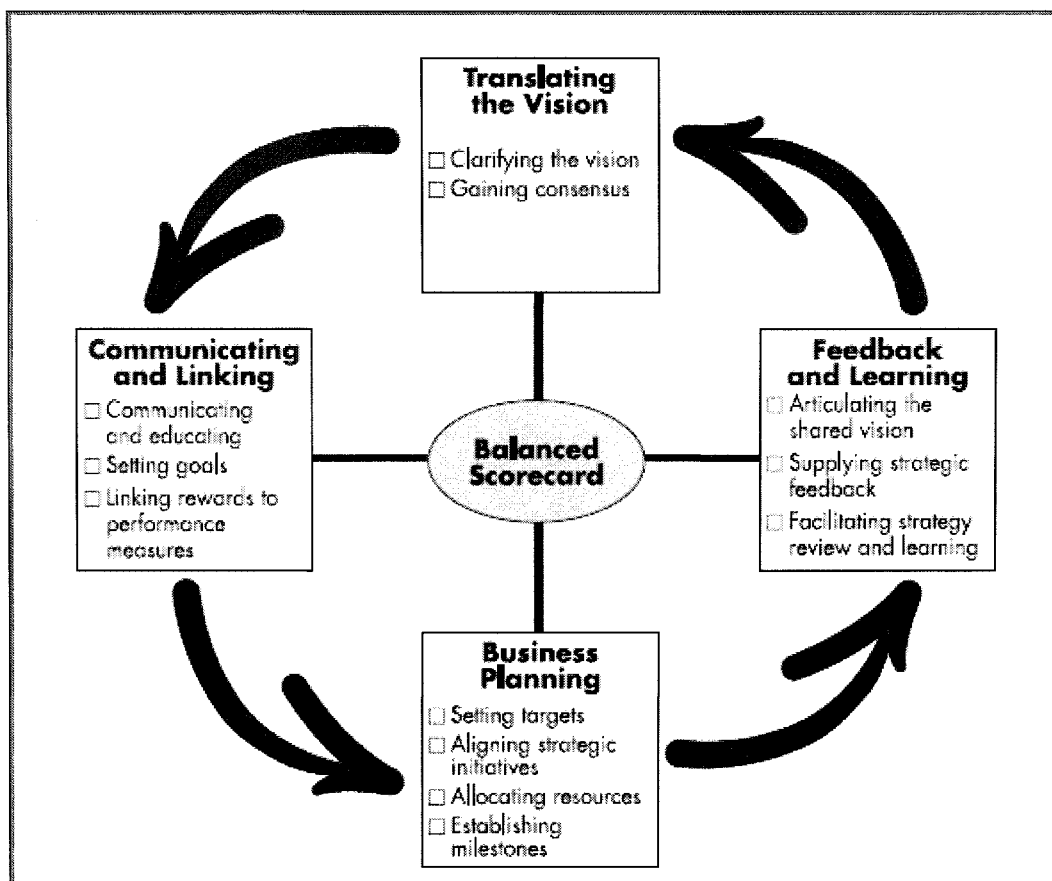 Translating
the Vision
☐ Clarifying the vision
☐ Gaining consensus
Communicating
and Linking
☐ Communicating
and educating
☐ Setting goals
☐ Linking rewards to
performance
measures
Balanced
Scorecard
Feedback
and Learning
☐ Articulating the
shared vision
☐ Supplying strategic
feedback
☐ Facilitating strategy
review and learning
Business
Planning
☐ Setting targets
☐ Aligning strategic
initiatives
☐ Allocating resources
☐ Establishing
milestones